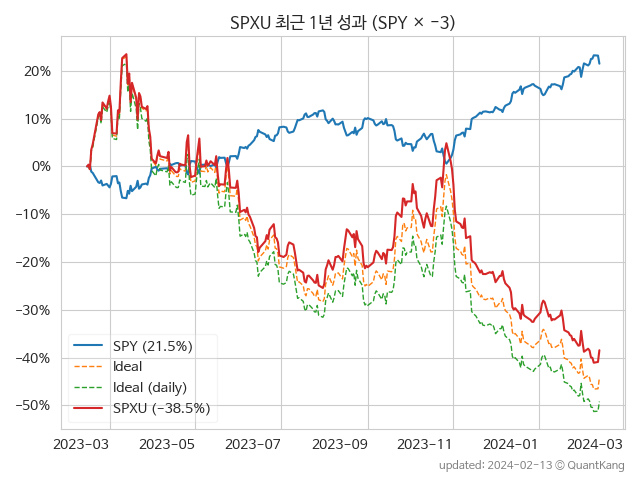 SPXU 최근 1년 성과 (SPY × −3)
20%
10%
0%
−10%
−20%
−30%
−40%
−50%
SPY (21.5%)
Ideal
Ideal (daily)
SPXU (−38.5%)
2023−03
2023−05
2023−07
2023−09
2023−11
2024−01
2024−03
updated: 2024−02−13 ⓒ QuantKang